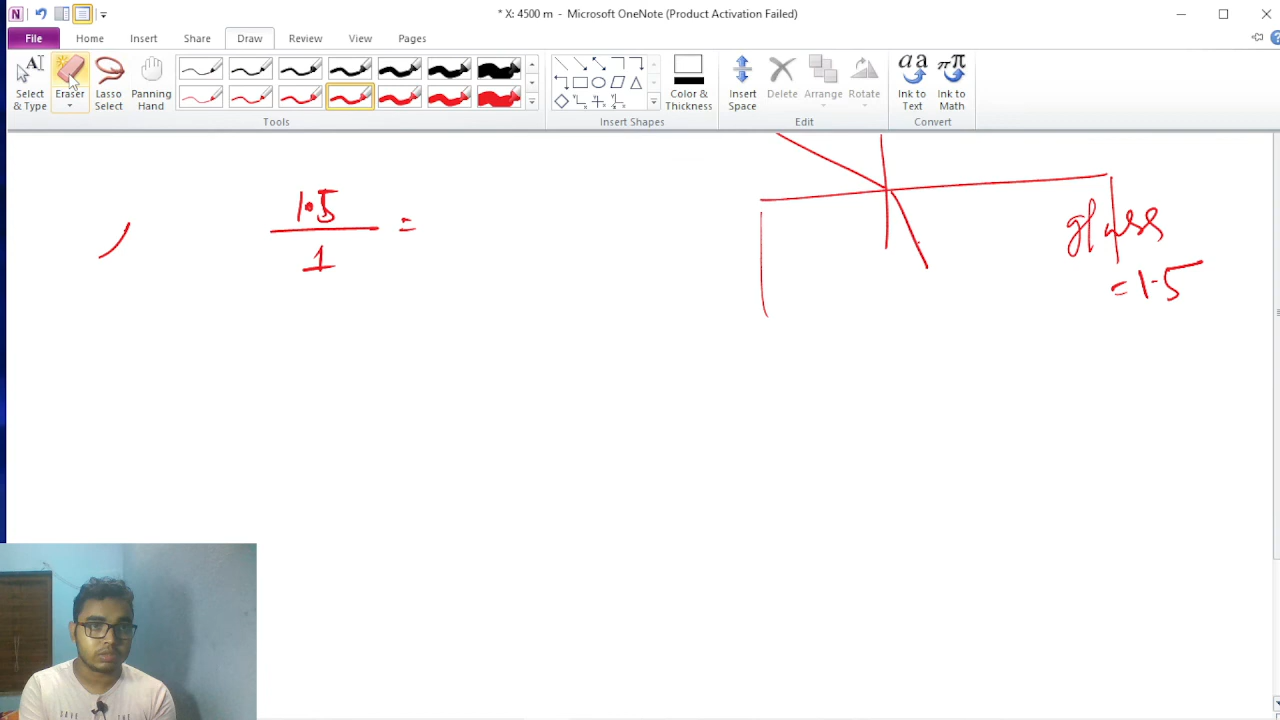 * X: 4500 m - Microsoft OneNote (Product Activation Failed)
File Home Insert Share Draw Review View Pages
Select & Type
Eraser
Lasso Select
Panning Hand
Color & Thickness
Insert Space
Delete
Arrange
Rotate
Ink to Text
Ink to Math
Tools
Insert Shapes
Edit
Convert
1.5
1
=
glass
= 1.5